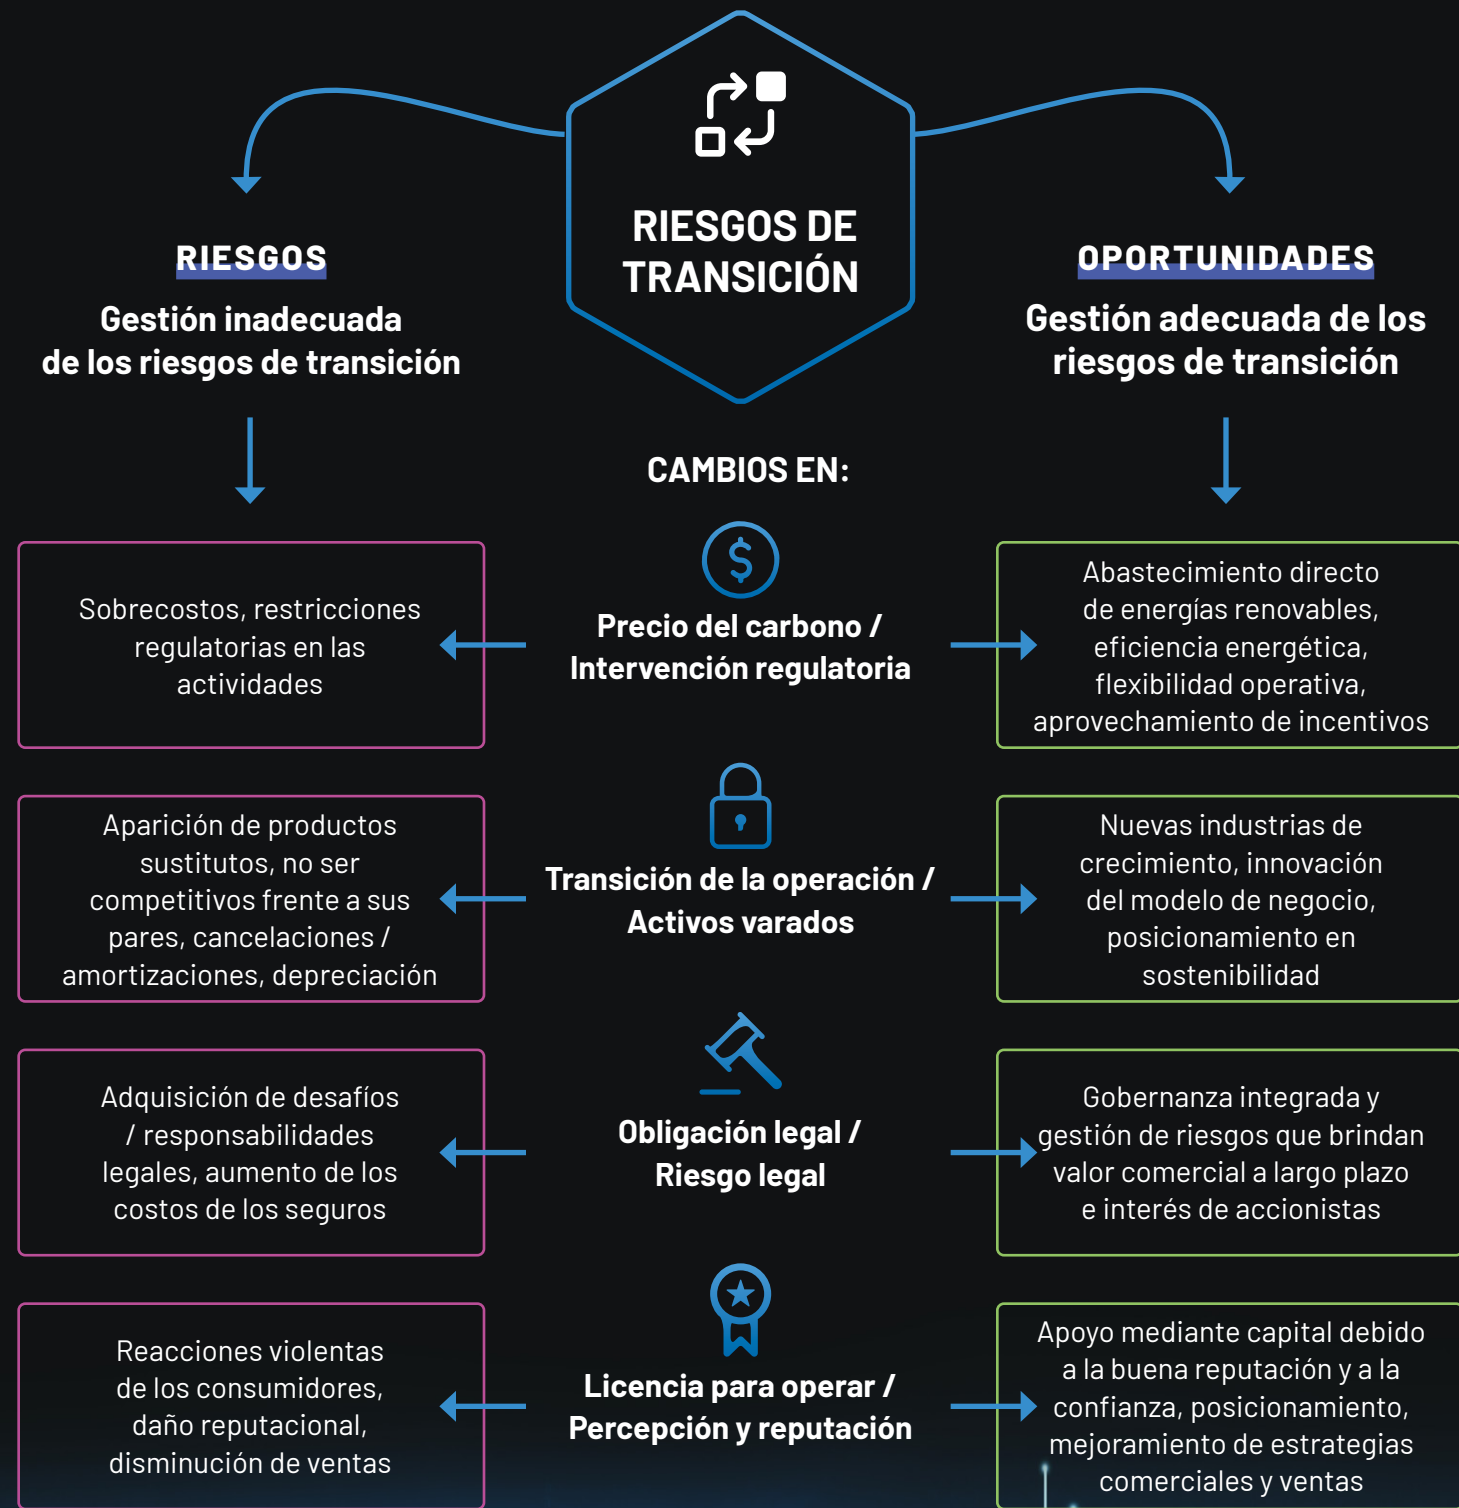 RIESGOS DE
TRANSICIÓN
RIESGOS
Gestión inadecuada
de los riesgos de transición
OPORTUNIDADES
Gestión adecuada de los
riesgos de transición
CAMBIOS EN:
Sobrecostos, restricciones
regulatorias en las
actividades
$
Precio del carbono /
Intervención regulatoria
Abastecimiento directo
de energías renovables,
eficiencia energética,
flexibilidad operativa,
aprovechamiento de incentivos
Aparición de productos
sustitutos, no ser
competitivos frente a sus
pares, cancelaciones /
amortizaciones, depreciación
Transición de la operación /
Activos varados
Nuevas industrias de
crecimiento, innovación
del modelo de negocio,
posicionamiento en
sostenibilidad
Adquisición de desafíos
/ responsabilidades
legales, aumento de los
costos de los seguros
Obligación legal /
Riesgo legal
Gobernanza integrada y
gestión de riesgos que brindan
valor comercial a largo plazo
e interés de accionistas
Reacciones violentas
de los consumidores,
daño reputacional,
disminución de ventas
Licencia para operar /
Percepción y reputación
Apoyo mediante capital debido
a la buena reputación y a la
confianza, posicionamiento,
mejoramiento de estrategias
comerciales y ventas